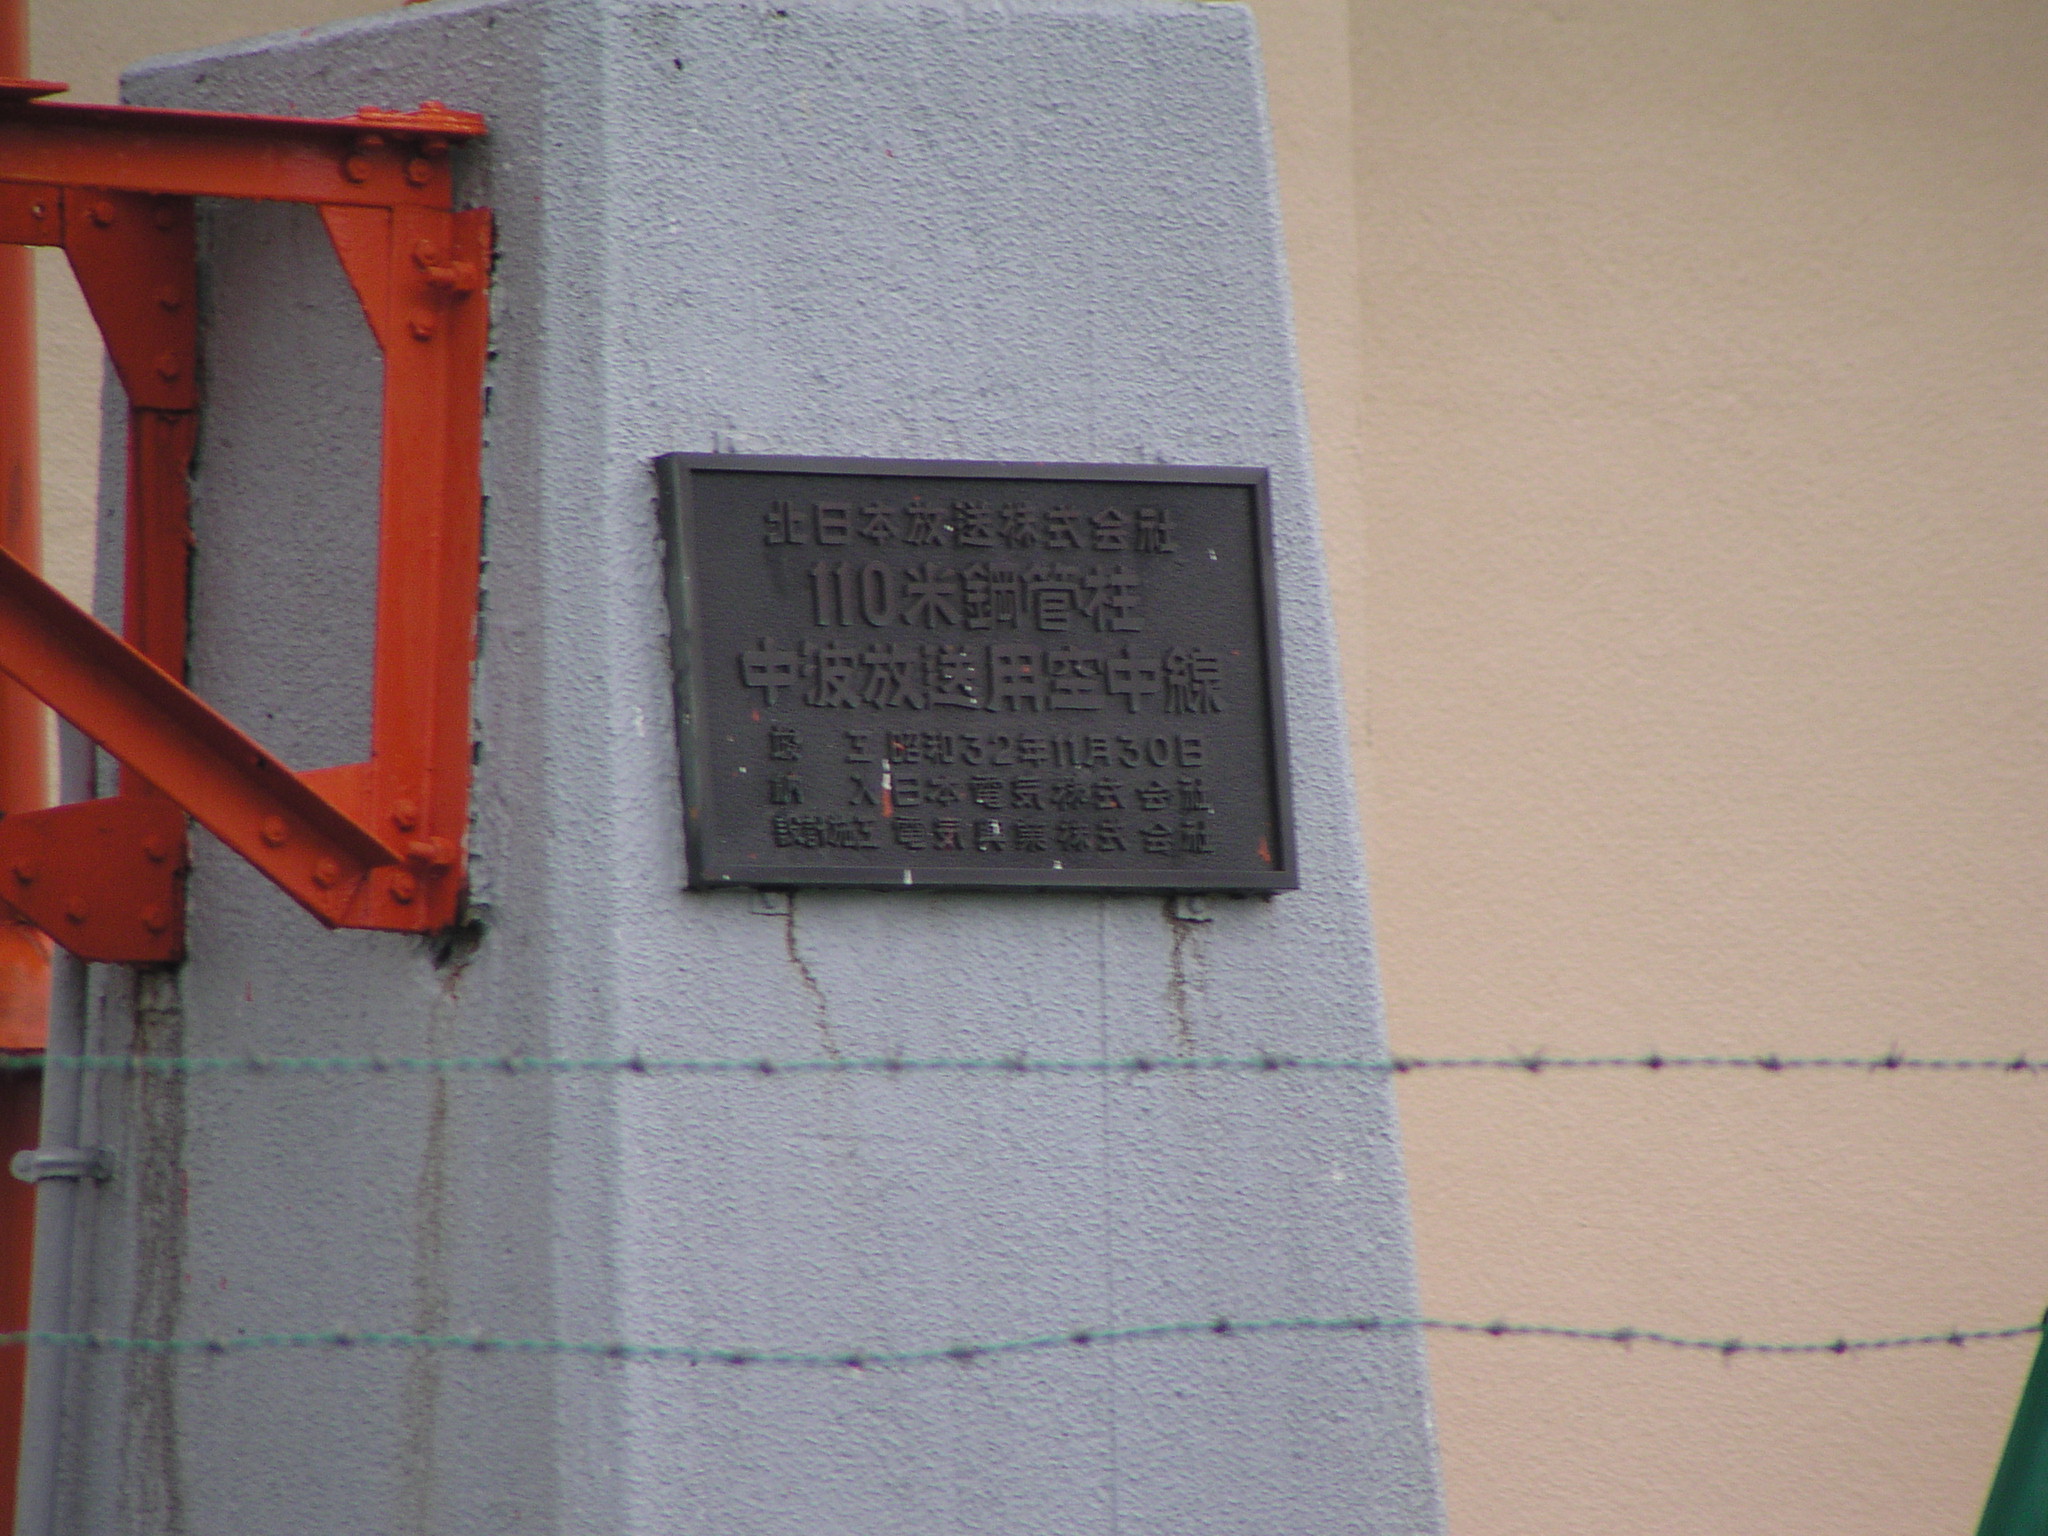 北日本放送株式会社
110米鋼管柱
中波放送用空中線
竣 工 昭和32年11月30日
納 入 日本電気株式会社
設計施工 電気興業株式会社